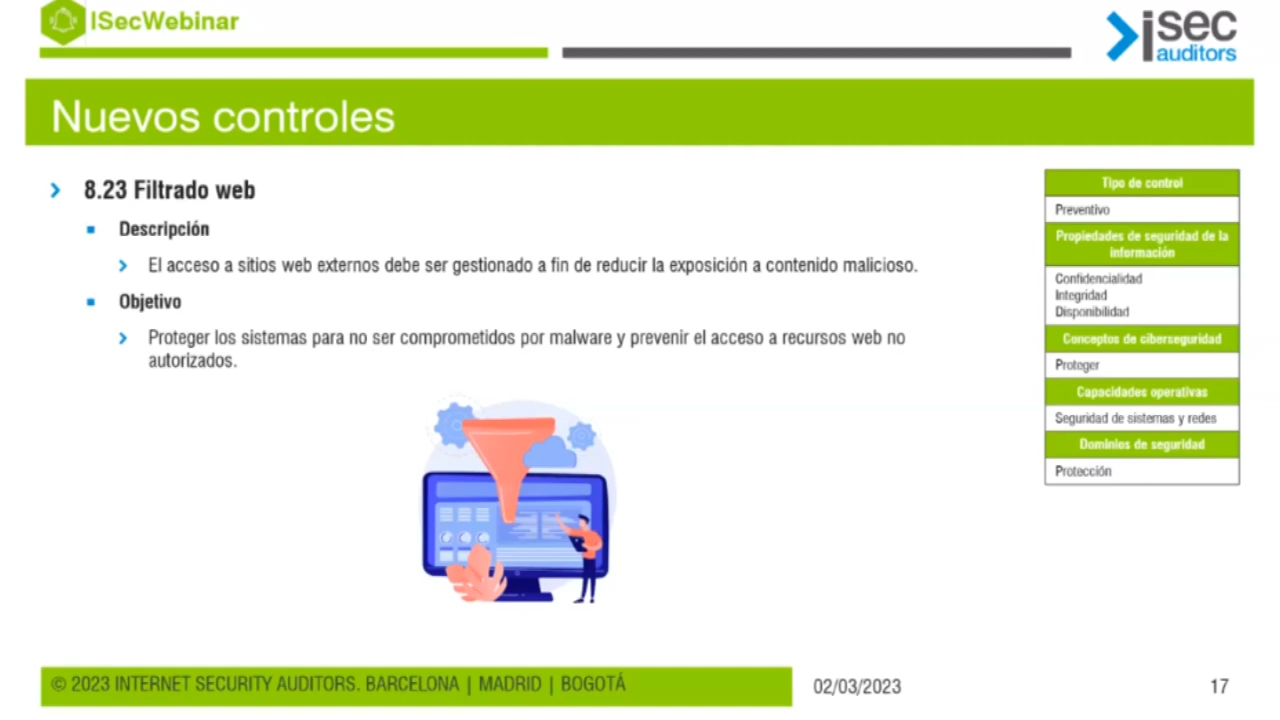 ISecWebinar
isec
auditors
Nuevos controles
8.23 Filtrado web
Descripción
El acceso a sitios web externos debe ser gestionado a fin de reducir la exposición a contenido malicioso.
Objetivo
Proteger los sistemas para no ser comprometidos por malware y prevenir el acceso a recursos web no
autorizados.
Tipo de control
Preventivo
Propiedades de seguridad de la
información
Confidencialidad
Integridad
Disponibilidad
Conceptos de ciberseguridad
Proteger
Capacidades operativas
Seguridad de sistemas y redes
Dominios de seguridad
Protección
© 2023 INTERNET SECURITY AUDITORS. BARCELONA | MADRID | BOGOTÁ
02/03/2023
17